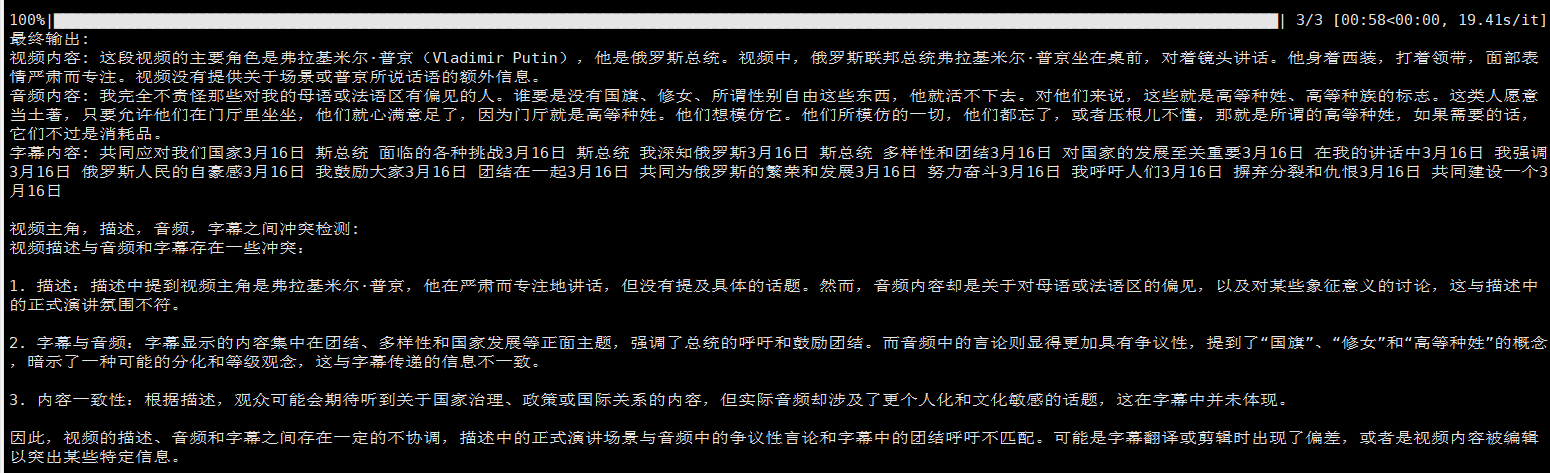 100%|██████████| 3/3 [00:58<00:00, 19.41s/it]
最终输出:
视频内容: 这段视频的主要角色是弗拉基米尔·普京（Vladimir Putin），他是俄罗斯总统。视频中，俄罗斯联邦总统弗拉基米尔·普京坐在桌前，对着镜头讲话。他身着西装，打着领带，面部表
情严肃而专注。视频没有提供关于场景或普京所说话语的额外信息。
音频内容: 我完全不责怪那些对我的母语或法语区有偏见的人。谁要是没有国旗、修女、所谓性别自由这些东西，他就活不下去。对他们来说，这些就是高等种姓、高等种族的标志。这类人愿意
当土著，只要允许他们在门厅里坐坐，他们就心满意足了，因为门厅就是高等种姓。他们想模仿它。他们所模仿的一切，他们都忘了，或者压根儿不懂，那就是所谓的高等种姓，如果需要的话，
它们不过是消耗品。
字幕内容: 共同应对我们国家3月16日 斯总统 面临的各种挑战3月16日 斯总统 我深知俄罗斯3月16日 斯总统 多样性和团结3月16日 对国家的发展至关重要3月16日 在我的讲话中3月16日 我强调
3月16日 俄罗斯人民的自豪感3月16日 我鼓励大家3月16日 团结在一起3月16日 共同为俄罗斯的繁荣和发展3月16日 努力奋斗3月16日 我呼吁人们3月16日 摒弃分裂和仇恨3月16日 共同建设一个3
月16日
视频主角，描述，音频，字幕之间冲突检测:
视频描述与音频和字幕存在一些冲突：
1. 描述：描述中提到视频主角是弗拉基米尔·普京，他在严肃而专注地讲话，但没有提及具体的话题。然而，音频内容却是关于对母语或法语区的偏见，以及对某些象征意义的讨论，这与描述中
的正式演讲氛围不符。
2. 字幕与音频：字幕显示的内容集中在团结、多样性和国家发展等正面主题，强调了总统的呼吁和鼓励团结。而音频中的言论则显得更加具有争议性，提到了“国旗”、“修女”和“高等种姓”的概念
，暗示了一种可能的分化和等级观念，这与字幕传递的信息不一致。
3. 内容一致性：根据描述，观众可能会期待听到关于国家治理、政策或国际关系的内容，但实际音频却涉及了更个人化和文化敏感的话题，这在字幕中并未体现。
因此，视频的描述、音频和字幕之间存在一定的不协调，描述中的正式演讲场景与音频中的争议性言论和字幕中的团结呼吁不匹配。可能是字幕翻译或剪辑时出现了偏差，或者是视频内容被编辑
以突出某些特定信息。